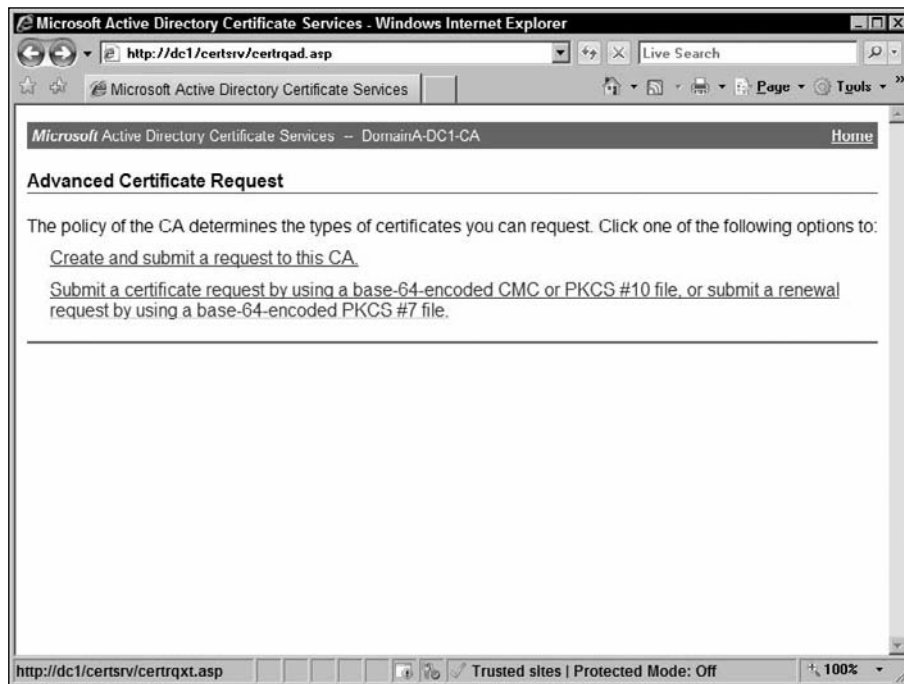 Microsoft Active Directory Certificate Services - Windows Internet Explorer
http://dc1/certsrv/certrqad.asp
Live Search
Microsoft Active Directory Certificate Services
Page
Tools
Microsoft Active Directory Certificate Services -- DomainA-DC1-CA
Home
Advanced Certificate Request
The policy of the CA determines the types of certificates you can request. Click one of the following options to:
Create and submit a request to this CA.
Submit a certificate request by using a base-64-encoded CMC or PKCS #10 file, or submit a renewal
request by using a base-64-encoded PKCS #7 file.
http://dc1/certsrv/certrqxt.asp
Trusted sites | Protected Mode: Off
100%